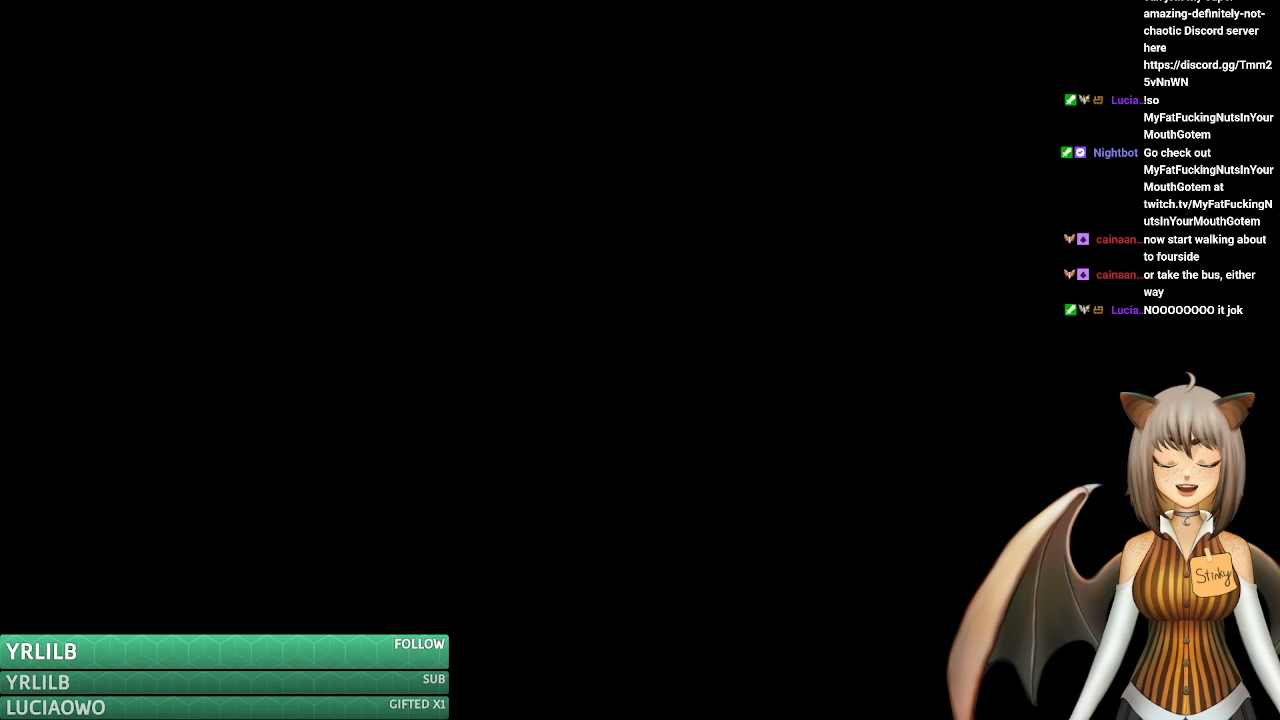 amazing-definitely-not-
chaotic Discord server
here
https://discord.gg/Tmm2
5vNnWN
Lucia..!so
MyFatFuckingNutsInYour
MouthGotem
Nightbot Go check out
MyFatFuckingNutsInYour
MouthGotem at
twitch.tv/MyFatFuckingN
utsInYourMouthGotem
cainaan.. now start walking about
to fourside
cainaan.. or take the bus, either
way
Lucia.. NOOOOOOOO it jok
Stinky
YRLILB FOLLOW
YRLILB SUB
LUCIAOWO GIFTED X1